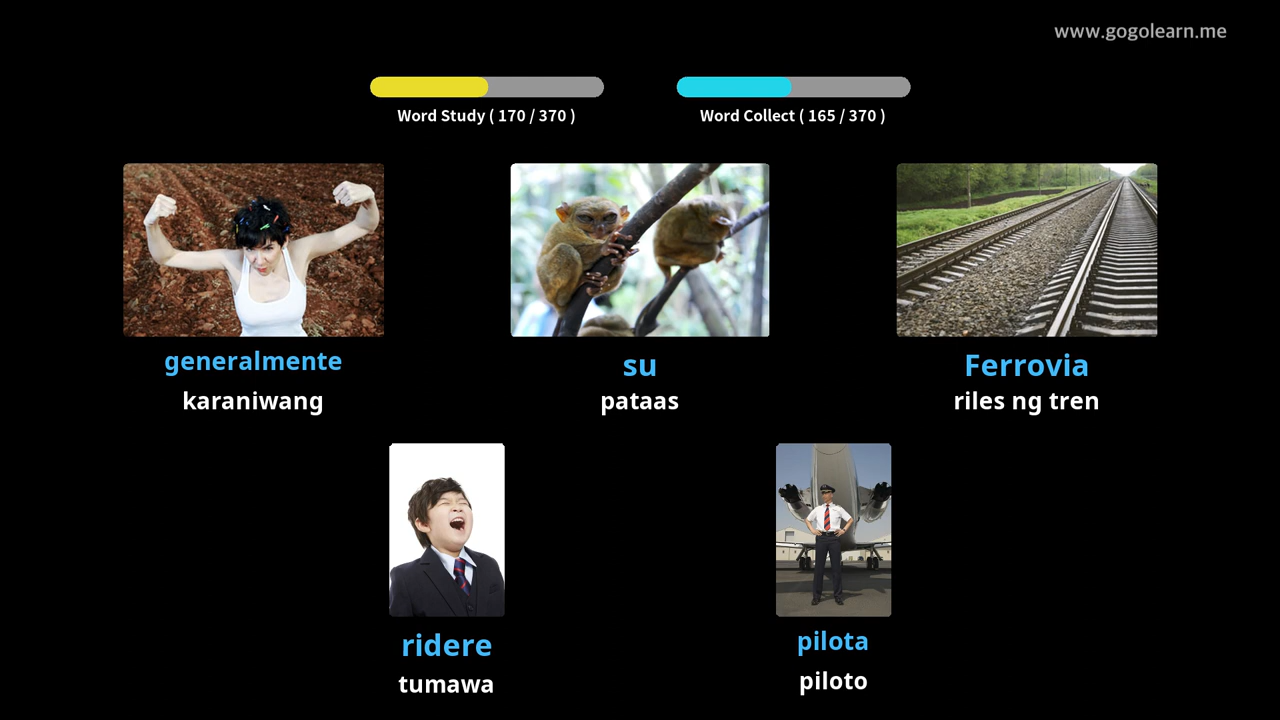 www.gogolearn.me
Word Study ( 170 / 370 )
Word Collect ( 165 / 370 )
generalmente
karaniwang
su
pataas
Ferrovia
riles ng tren
ridere
tumawa
pilota
piloto